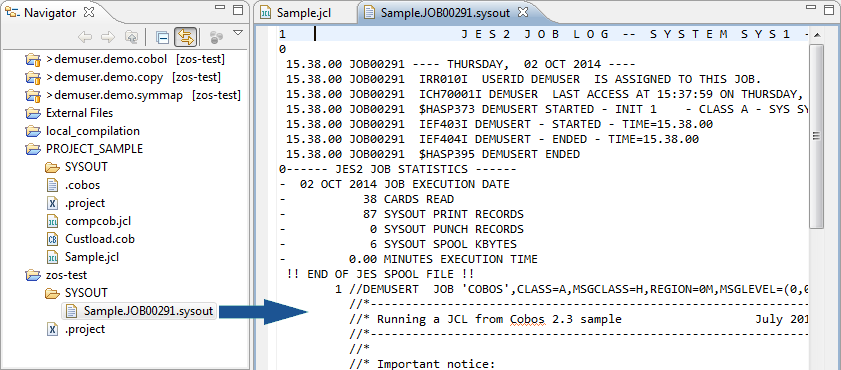 Navigator
> demuser.demo.cobol [zos-test]
> demuser.demo.copy [zos-test]
> demuser.demo.symmap [zos-test]
External Files
local_compilation
PROJECT_SAMPLE
SYSOUT
.cobos
.project
compcob.jcl
Custload.cob
Sample.jcl
zos-test
SYSOUT
Sample.JOB00291.sysout
.project
Sample.jcl
Sample.JOB00291.sysout
1 J E S 2 J O B L O G -- S Y S T E M S Y S 1 -
0
15.38.00 JOB00291 ---- THURSDAY, 02 OCT 2014 ----
15.38.00 JOB00291 IRR010I USERID DEMUSER IS ASSIGNED TO THIS JOB.
15.38.00 JOB00291 ICH70001I DEMUSER LAST ACCESS AT 15:37:59 ON THURSDAY,
15.38.00 JOB00291 $HASP373 DEMUSERT STARTED - INIT 1 - CLASS A - SYS SY
15.38.00 JOB00291 IEF403I DEMUSERT - STARTED - TIME=15.38.00
15.38.00 JOB00291 IEF404I DEMUSERT - ENDED - TIME=15.38.00
15.38.00 JOB00291 $HASP395 DEMUSERT ENDED
0------ JES2 JOB STATISTICS ------
- 02 OCT 2014 JOB EXECUTION DATE
- 38 CARDS READ
- 87 SYSOUT PRINT RECORDS
- 0 SYSOUT PUNCH RECORDS
- 6 SYSOUT SPOOL KBYTES
- 0.00 MINUTES EXECUTION TIME
!! END OF JES SPOOL FILE !!
1 //DEMUSERT JOB 'COBOS',CLASS=A,MSGCLASS=H,REGION=0M,MSGLEVEL=(0,0
//*-------------------------------------------------------
//* Running a JCL from Cobos 2.3 sample July 201
//*-------------------------------------------------------
//*
//* Important notice: